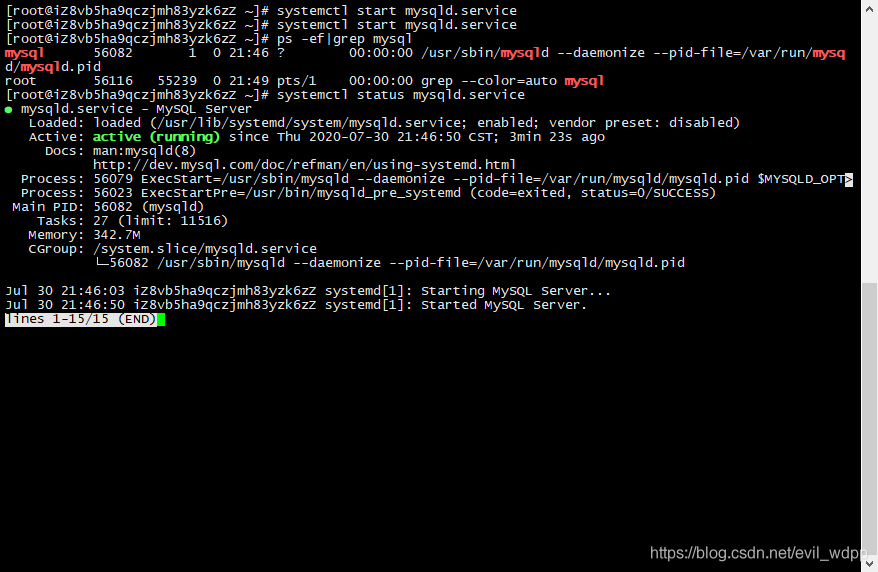 [root@iZ8vb5ha9qczjmh83yzk6zZ ~]# systemctl start mysqld.service
[root@iZ8vb5ha9qczjmh83yzk6zZ ~]# systemctl start mysqld.service
[root@iZ8vb5ha9qczjmh83yzk6zZ ~]# ps -ef|grep mysql
mysql      56082       1  0 21:46 ?        00:00:00 /usr/sbin/mysqld --daemonize --pid-file=/var/run/mysq
d/mysqld.pid
root       56116   55239  0 21:49 pts/1    00:00:00 grep --color=auto mysql
[root@iZ8vb5ha9qczjmh83yzk6zZ ~]# systemctl status mysqld.service
● mysqld.service - MySQL Server
   Loaded: loaded (/usr/lib/systemd/system/mysqld.service; enabled; vendor preset: disabled)
   Active: active (running) since Thu 2020-07-30 21:46:50 CST; 3min 23s ago
     Docs: man:mysqld(8)
           http://dev.mysql.com/doc/refman/en/using-systemd.html
  Process: 56079 ExecStart=/usr/sbin/mysqld --daemonize --pid-file=/var/run/mysqld/mysqld.pid $MYSQLD_OPT>
  Process: 56023 ExecStartPre=/usr/bin/mysqld_pre_systemd (code=exited, status=0/SUCCESS)
 Main PID: 56082 (mysqld)
    Tasks: 27 (limit: 11516)
   Memory: 342.7M
   CGroup: /system.slice/mysqld.service
           └─56082 /usr/sbin/mysqld --daemonize --pid-file=/var/run/mysqld/mysqld.pid
Jul 30 21:46:03 iZ8vb5ha9qczjmh83yzk6zZ systemd[1]: Starting MySQL Server...
Jul 30 21:46:50 iZ8vb5ha9qczjmh83yzk6zZ systemd[1]: Started MySQL Server.
lines 1-15/15 (END)
https://blog.csdn.net/evil_wdpp